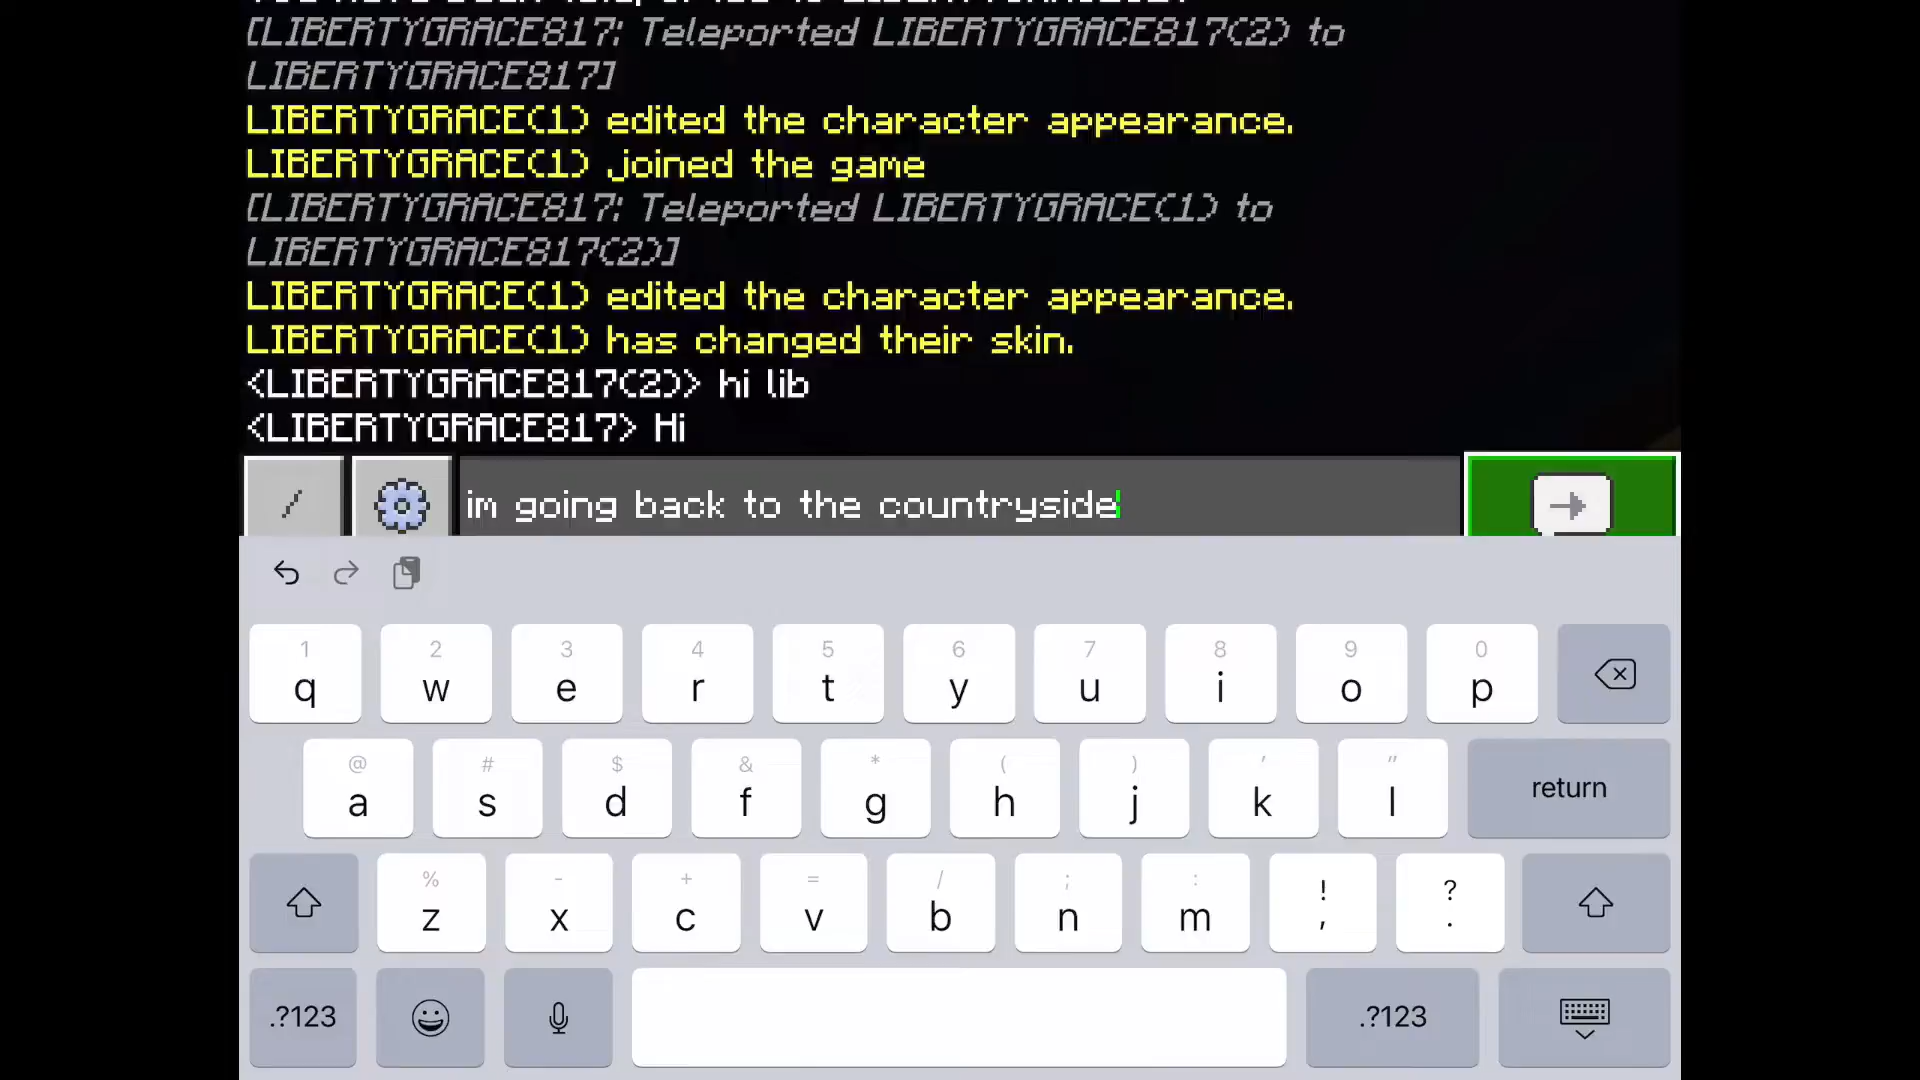 [LIBERTYGRACE817: Teleported LIBERTYGRACE817(2) to
LIBERTYGRACE817]
LIBERTYGRACE(1) edited the character appearance.
LIBERTYGRACE(1) joined the game
[LIBERTYGRACE817: Teleported LIBERTYGRACE(1) to
LIBERTYGRACE817(2)]
LIBERTYGRACE(1) edited the character appearance.
LIBERTYGRACE(1) has changed their skin.
<LIBERTYGRACE817(2)> hi lib
<LIBERTYGRACE817> Hi
/ im going back to the countryside
1 2 3 4 5 6 7 8 9 0
q w e r t y u i o p
@ # $ & * ( ) ' "
a s d f g h j k l return
% - + = / ; : ! ?
z x c v b n m , .
.?123 .?123